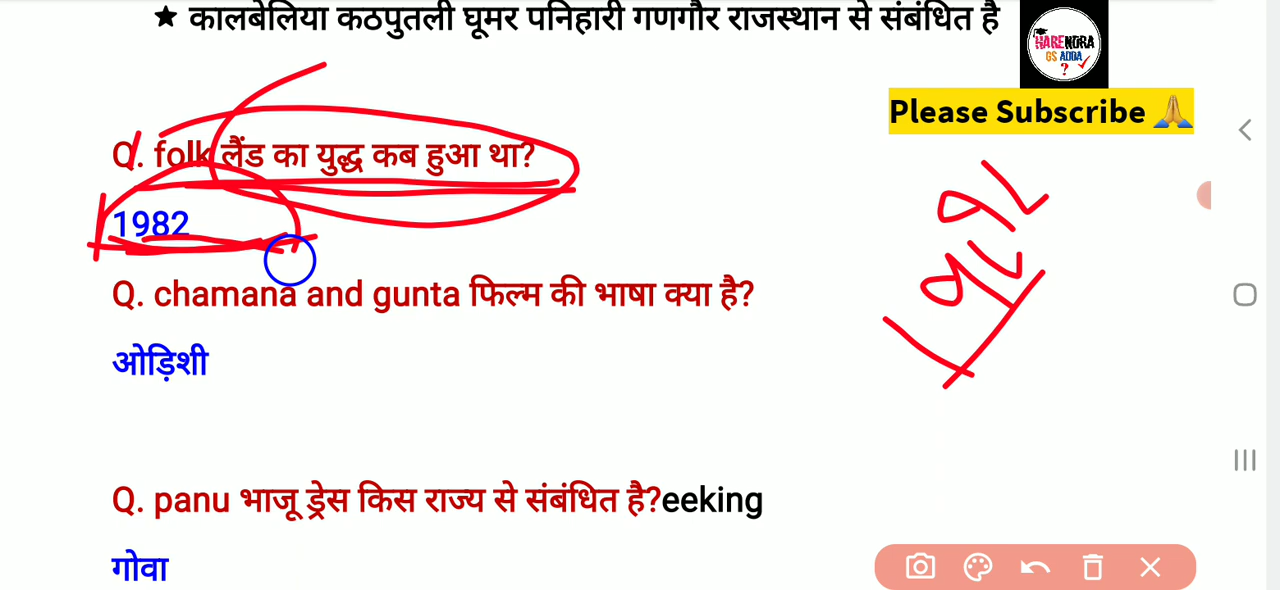 ★ कालबेलिया कठपुतली घूमर पनिहारी गणगौर राजस्थान से संबंधित है
HARENDRA
GS ADDA
?
Please Subscribe 🙏
Q. folk लैंड का युद्ध कब हुआ था?
1982
Q. chamana and gunta फिल्म की भाषा क्या है?
ओड़िशी
Q. panu भाजू ड्रेस किस राज्य से संबंधित है?eeking
गोवा